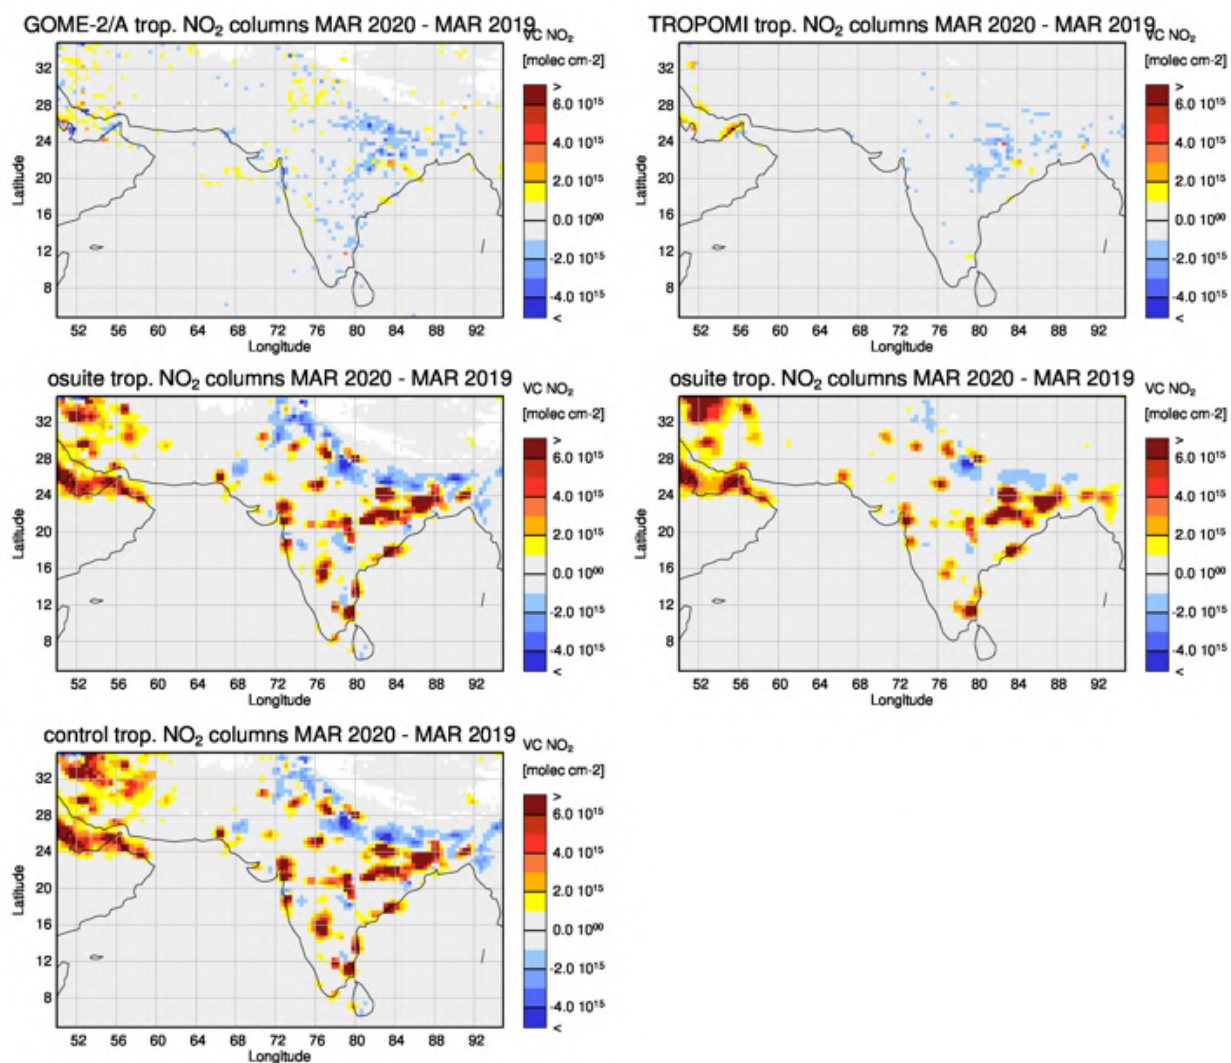 GOME-2/A trop. NO₂ columns MAR 2020 - MAR 2019
VC NO₂
[molec cm-2]
32
28
24
20
16
12
8
Latitude
52 56 60 64 68 72 76 80 84 88 92
Longitude
>
6.0 10¹⁵
4.0 10¹⁵
2.0 10¹⁵
0.0 10⁰⁰
-2.0 10¹⁵
-4.0 10¹⁵
<
TROPOMI trop. NO₂ columns MAR 2020 - MAR 2019
VC NO₂
[molec cm-2]
32
28
24
20
16
12
8
Latitude
52 56 60 64 68 72 76 80 84 88 92
Longitude
>
6.0 10¹⁵
4.0 10¹⁵
2.0 10¹⁵
0.0 10⁰⁰
-2.0 10¹⁵
-4.0 10¹⁵
<
osuite trop. NO₂ columns MAR 2020 - MAR 2019
VC NO₂
[molec cm-2]
32
28
24
20
16
12
8
Latitude
52 56 60 64 68 72 76 80 84 88 92
Longitude
>
6.0 10¹⁵
4.0 10¹⁵
2.0 10¹⁵
0.0 10⁰⁰
-2.0 10¹⁵
-4.0 10¹⁵
<
osuite trop. NO₂ columns MAR 2020 - MAR 2019
VC NO₂
[molec cm-2]
32
28
24
20
16
12
8
Latitude
52 56 60 64 68 72 76 80 84 88 92
Longitude
>
6.0 10¹⁵
4.0 10¹⁵
2.0 10¹⁵
0.0 10⁰⁰
-2.0 10¹⁵
-4.0 10¹⁵
<
control trop. NO₂ columns MAR 2020 - MAR 2019
VC NO₂
[molec cm-2]
32
28
24
20
16
12
8
Latitude
52 56 60 64 68 72 76 80 84 88 92
Longitude
>
6.0 10¹⁵
4.0 10¹⁵
2.0 10¹⁵
0.0 10⁰⁰
-2.0 10¹⁵
-4.0 10¹⁵
<